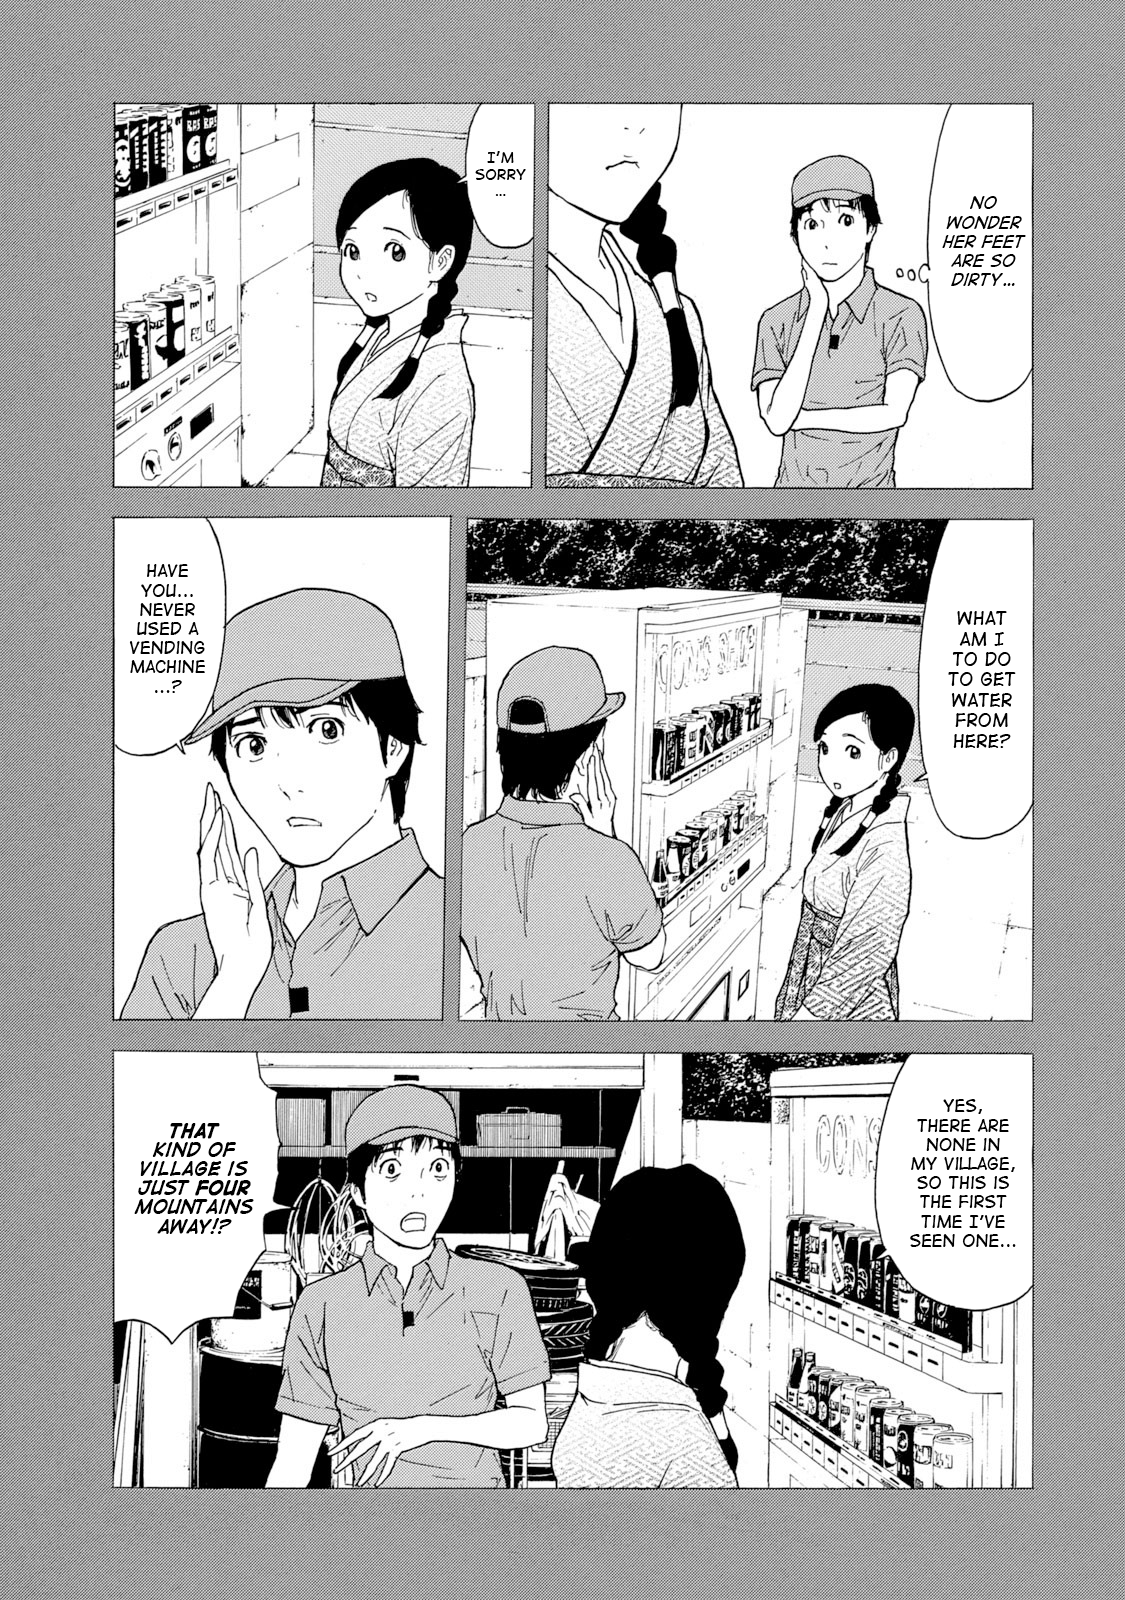 NO
WONDER
HER FEET
ARE SO
DIRTY...
I'M
SORRY
...
WHAT
AM I
TO DO
TO GET
WATER
FROM
HERE?
HAVE
YOU...
NEVER
USED A
VENDING
MACHINE
...?
YES,
THERE ARE
NONE IN
MY VILLAGE,
SO THIS IS
THE FIRST
TIME I'VE
SEEN ONE...
THAT
KIND OF
VILLAGE IS
JUST FOUR
MOUNTAINS
AWAY!?